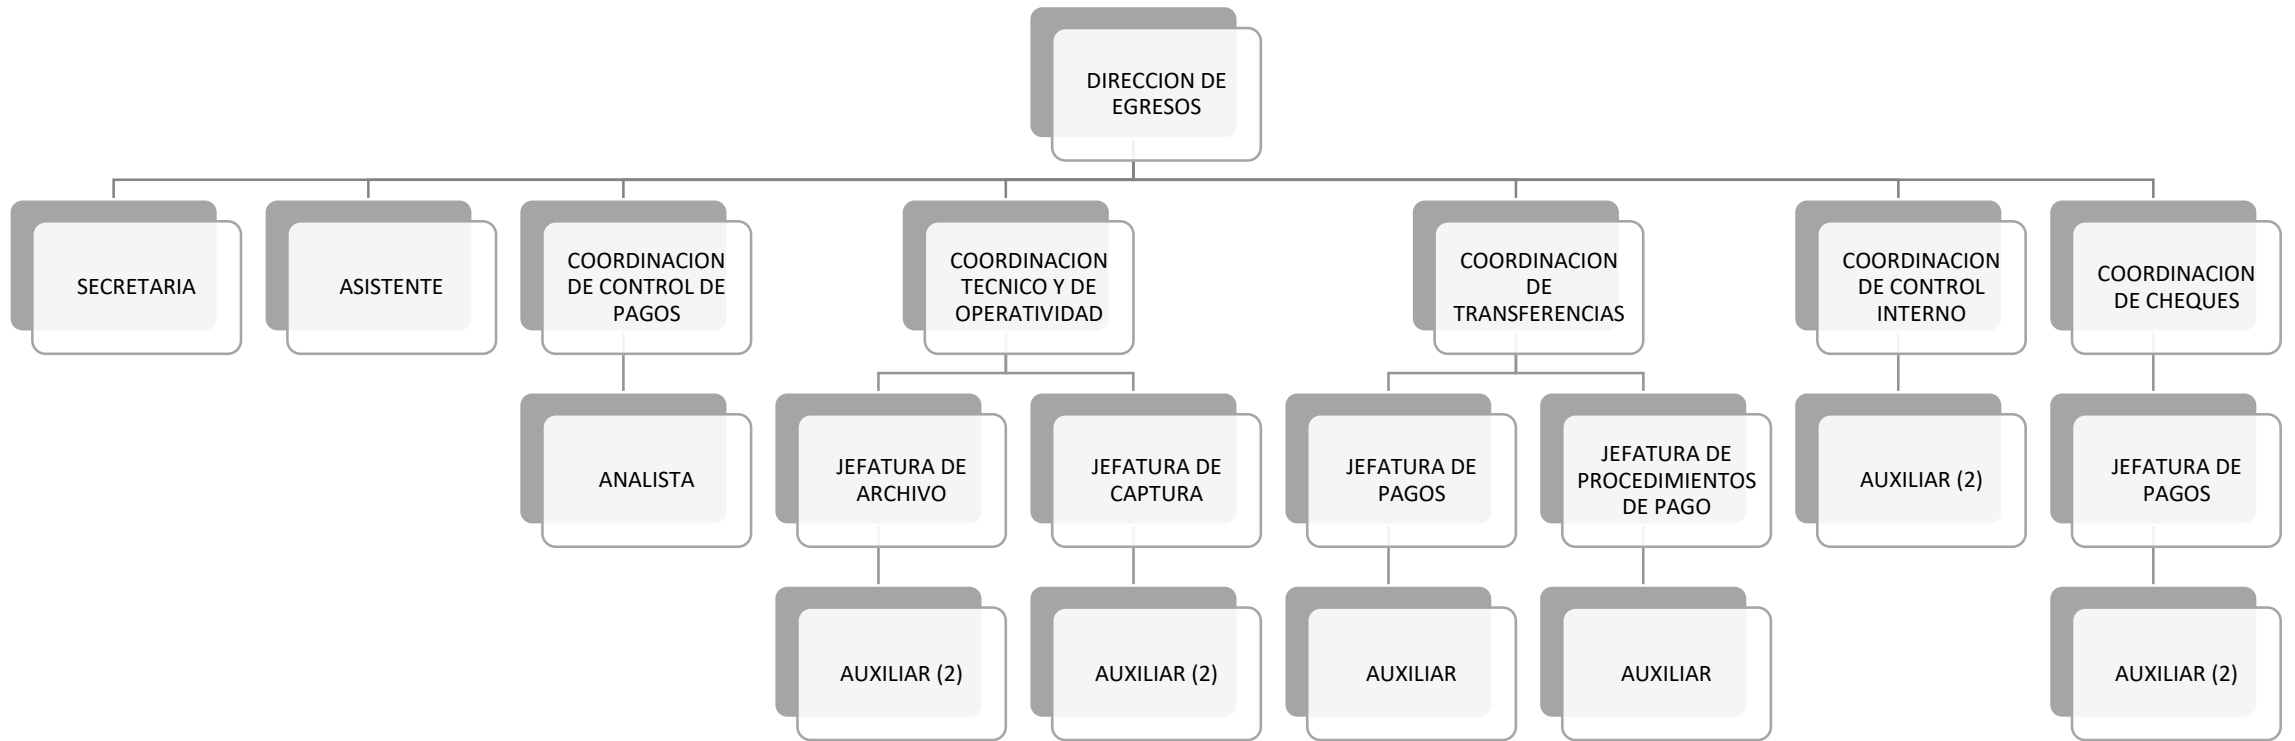 DIRECCION DE
EGRESOS
SECRETARIA
ASISTENTE
COORDINACION
DE CONTROL DE
PAGOS
COORDINACION
TECNICO Y DE
OPERATIVIDAD
COORDINACION
DE
TRANSFERENCIAS
COORDINACION
DE CONTROL
INTERNO
COORDINACION
DE CHEQUES
ANALISTA
JEFATURA DE
ARCHIVO
JEFATURA DE
CAPTURA
JEFATURA DE
PAGOS
JEFATURA DE
PROCEDIMIENTOS
DE PAGO
AUXILIAR (2)
JEFATURA DE
PAGOS
AUXILIAR (2)
AUXILIAR (2)
AUXILIAR
AUXILIAR
AUXILIAR (2)